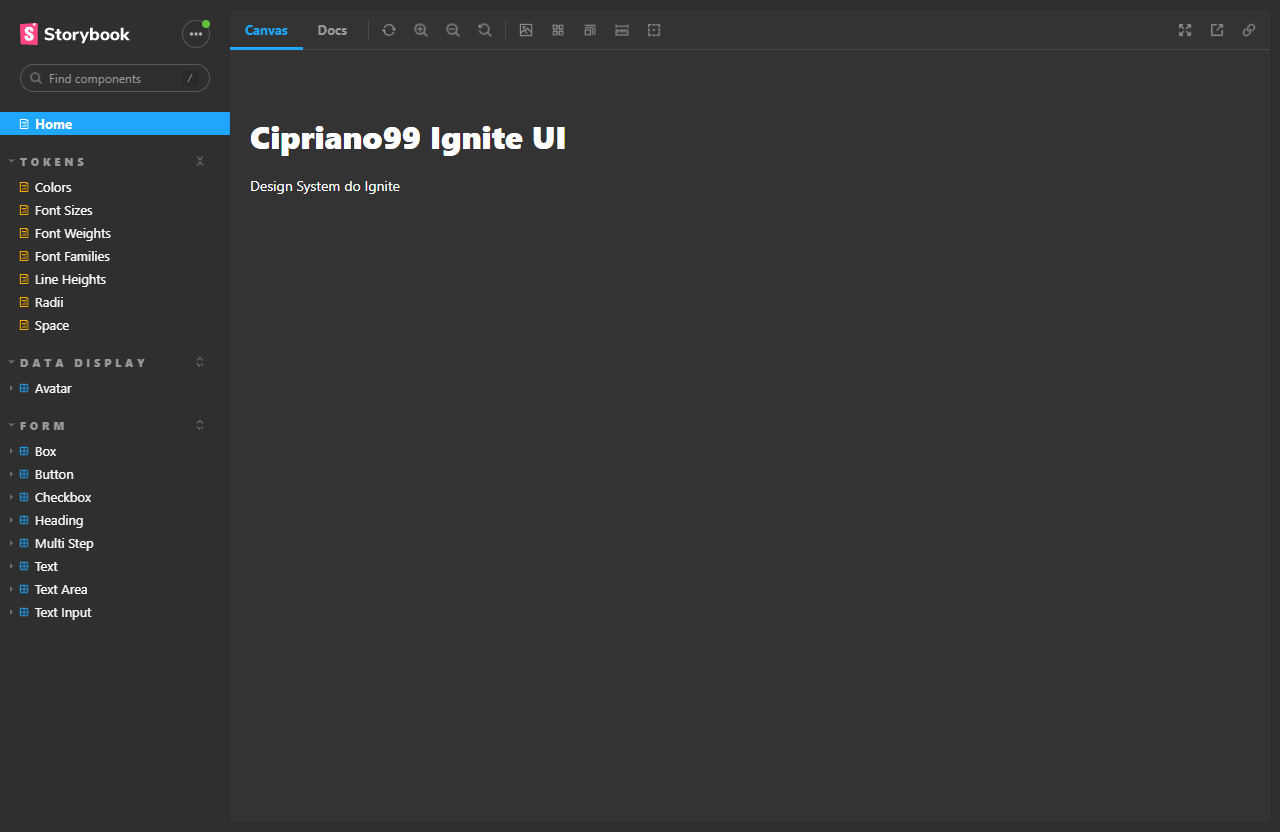 Storybook
Find components /
Home
TOKENS
Colors
Font Sizes
Font Weights
Font Families
Line Heights
Radii
Space
DATA DISPLAY
Avatar
FORM
Box
Button
Checkbox
Heading
Multi Step
Text
Text Area
Text Input
Canvas Docs
Cipriano99 Ignite UI
Design System do Ignite